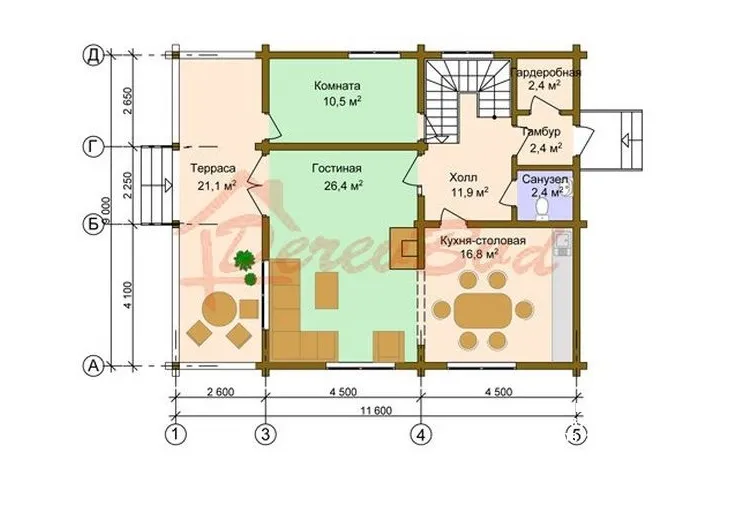 Д
Г
Б
А
2 650
2 250
9 000
4 100
Комната
10,5 м²
Гардеробная
2,4 м²
Тамбур
2,4 м²
Терраса
21,1 м²
Гостиная
26,4 м²
Холл
11,9 м²
Санузел
2,4 м²
Кухня-столовая
16,8 м²
DerevBud
2 600
4 500
4 500
11 600
1
3
4
5